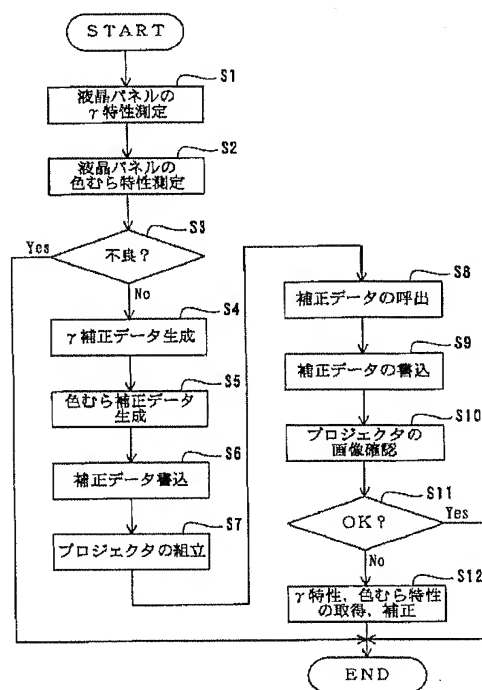 START
S1
液晶パネルの
γ特性測定
S2
液晶パネルの
色むら特性測定
S3
Yes
不良?
No
S4
γ補正データ生成
S5
色むら補正データ
生成
S6
補正データ書込
S7
プロジェクタの組立
S8
補正データの呼出
S9
補正データの書込
S10
プロジェクタの
画像確認
S11
OK?
Yes
No
S12
γ特性,色むら特性
の取得,補正
END